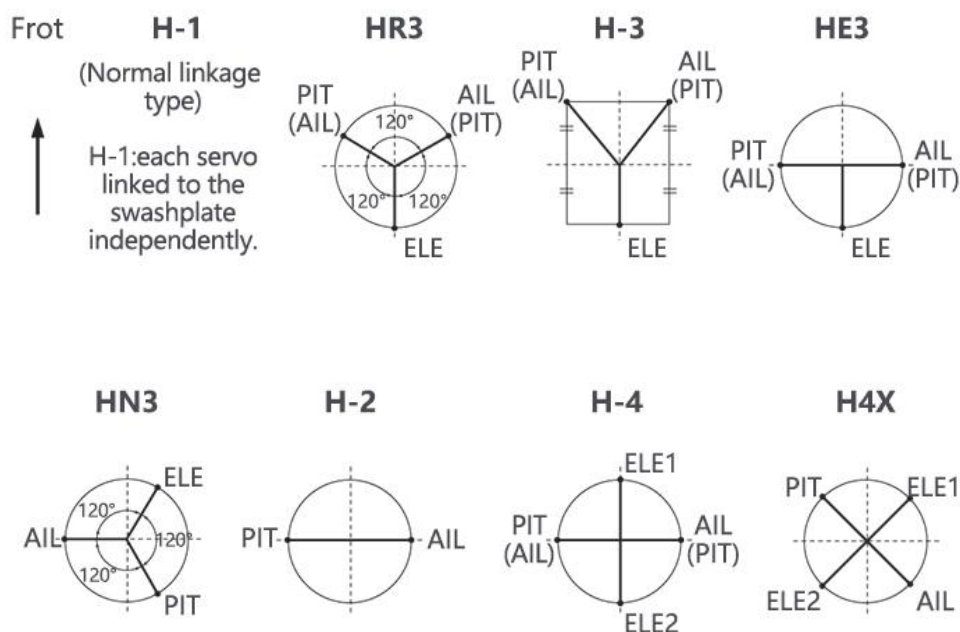 Frot
H-1
(Normal linkage
type)
H-1:each servo
linked to the
swashplate
independently.
HR3
PIT
(AIL)
AIL
(PIT)
120°
120°
120°
ELE
H-3
PIT
(AIL)
AIL
(PIT)
ELE
HE3
PIT
(AIL)
AIL
(PIT)
ELE
HN3
ELE
120°
AIL
120°
120°
PIT
H-2
PIT
AIL
H-4
ELE1
PIT
(AIL)
AIL
(PIT)
ELE2
H4X
PIT
ELE1
ELE2
AIL